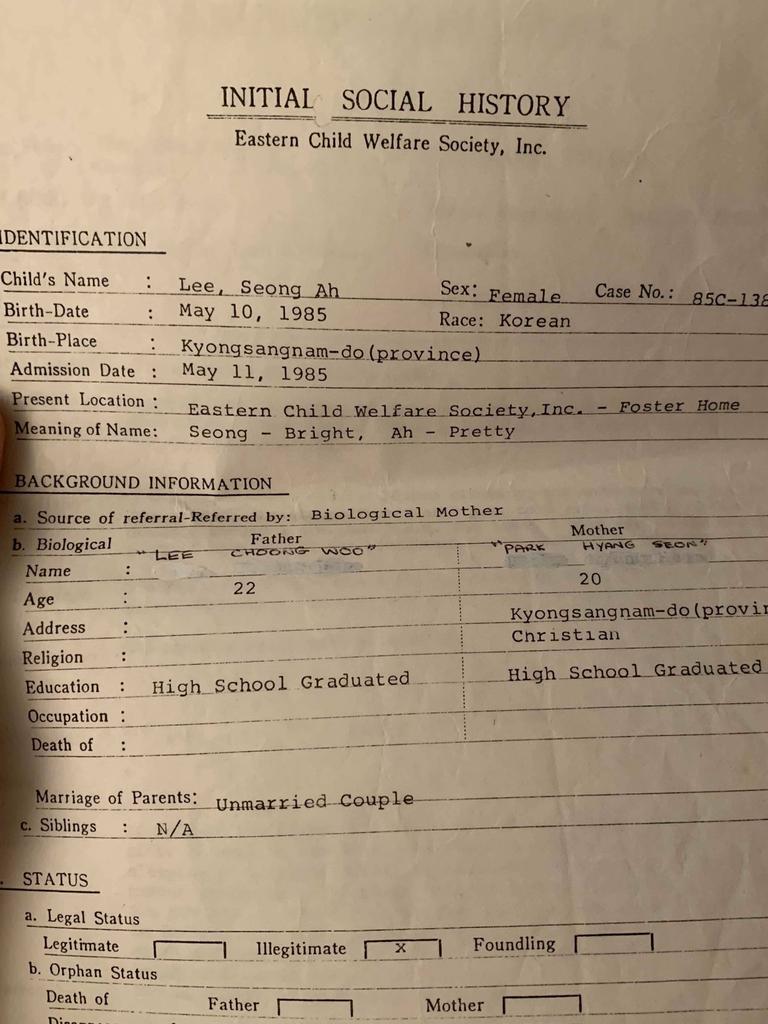 INITIAL SOCIAL HISTORY
Eastern Child Welfare Society, Inc.
IDENTIFICATION
Child's Name : Lee, Seong Ah Sex: Female Case No.: 85C-138
Birth-Date : May 10, 1985 Race: Korean
Birth-Place : Kyongsangnam-do(province)
Admission Date : May 11, 1985
Present Location : Eastern Child Welfare Society,Inc. - Foster Home
Meaning of Name: Seong - Bright, Ah - Pretty
BACKGROUND INFORMATION
a. Source of referral-Referred by: Biological Mother
b. Biological Father Mother
Name : "LEE CHOONG WOO" "PARK HYANG SEON"
Age : 22 20
Address : Kyongsangnam-do(provin
Religion : Christian
Education : High School Graduated High School Graduated
Occupation :
Death of :
Marriage of Parents: Unmarried Couple
c. Siblings : N/A
. STATUS
a. Legal Status
Legitimate Illegitimate x Foundling
b. Orphan Status
Death of Father Mother